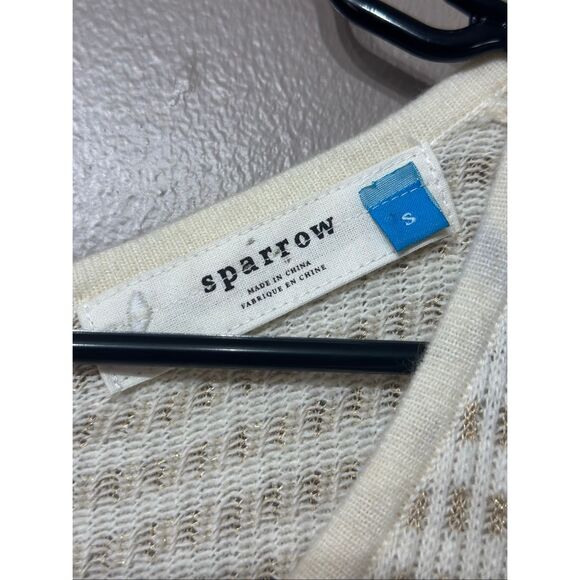 sparrow
MADE IN CHINA
FABRIQUE EN CHINE
S